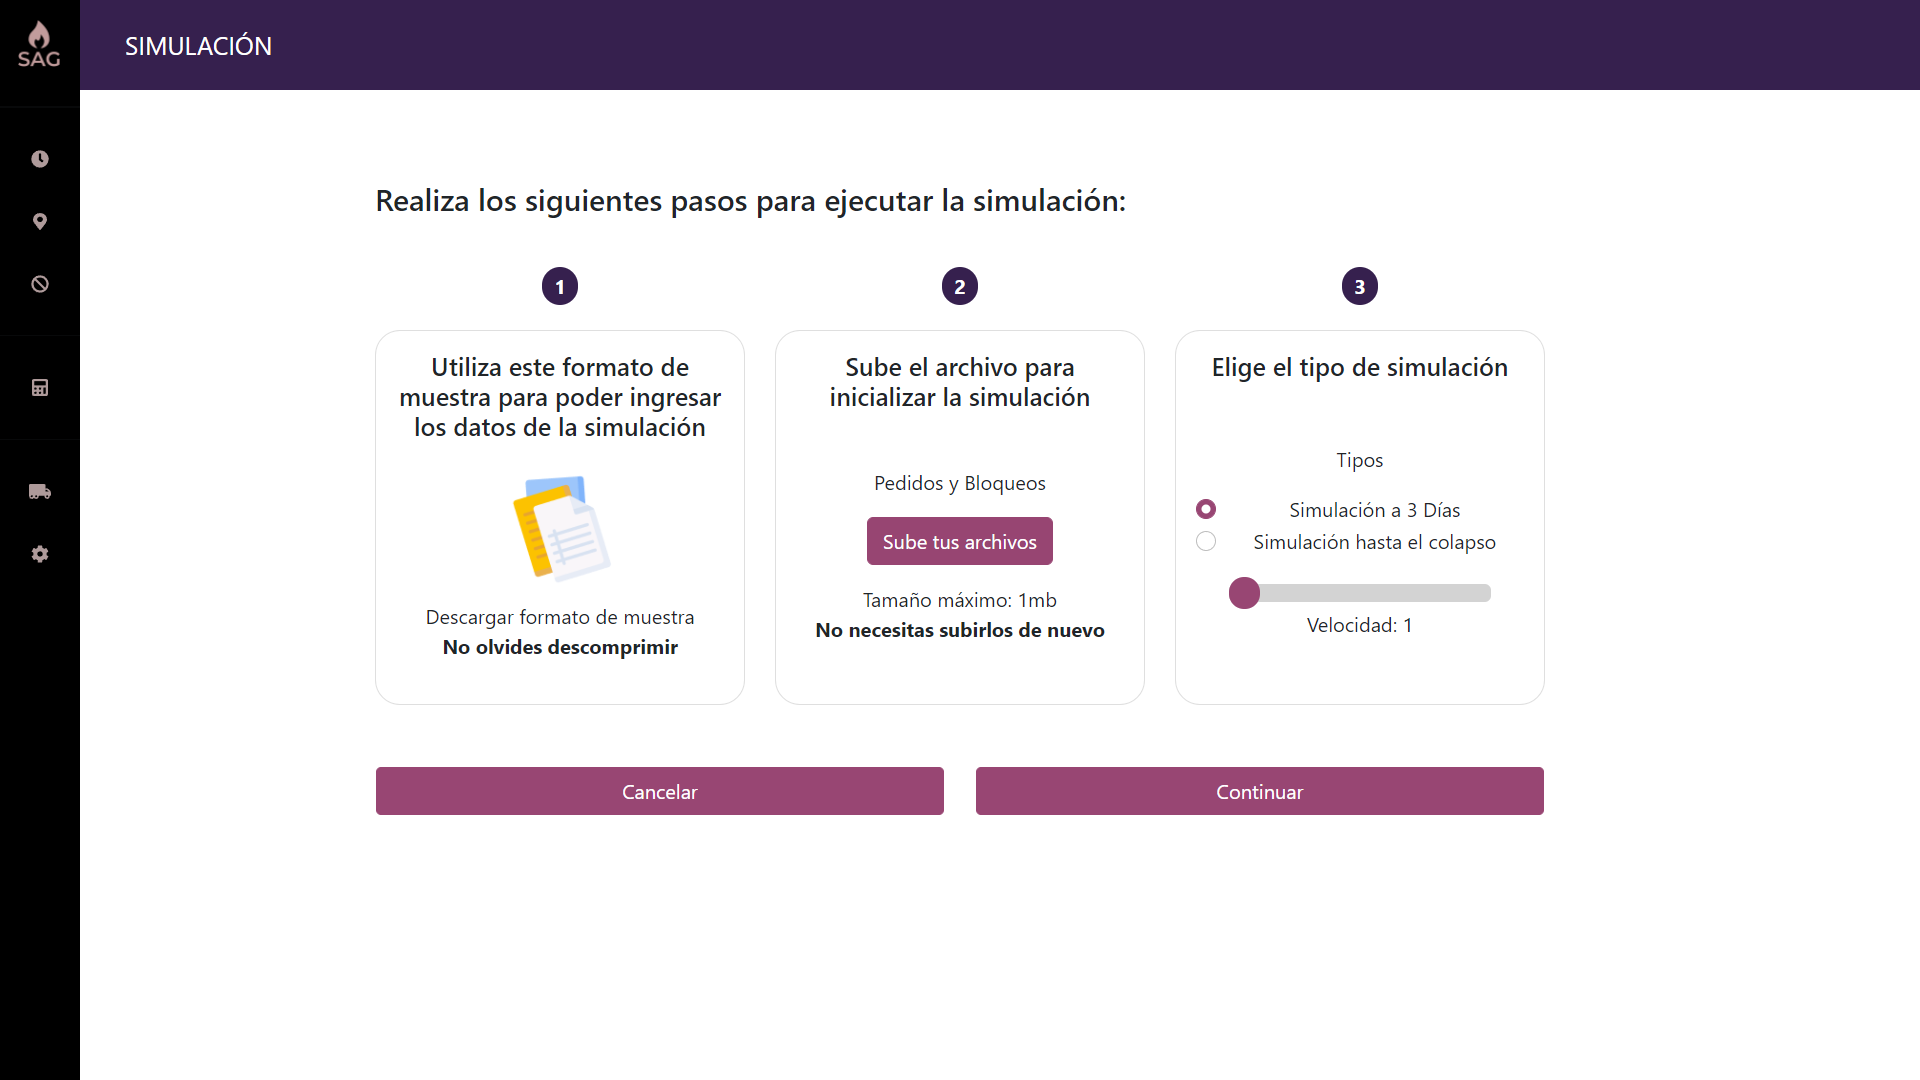 SAG
SIMULACIÓN
Realiza los siguientes pasos para ejecutar la simulación:
1
Utiliza este formato de
muestra para poder ingresar
los datos de la simulación
Descargar formato de muestra
No olvides descomprimir
2
Sube el archivo para
inicializar la simulación
Pedidos y Bloqueos
Sube tus archivos
Tamaño máximo: 1mb
No necesitas subirlos de nuevo
3
Elige el tipo de simulación
Tipos
Simulación a 3 Días
Simulación hasta el colapso
Velocidad: 1
Cancelar
Continuar